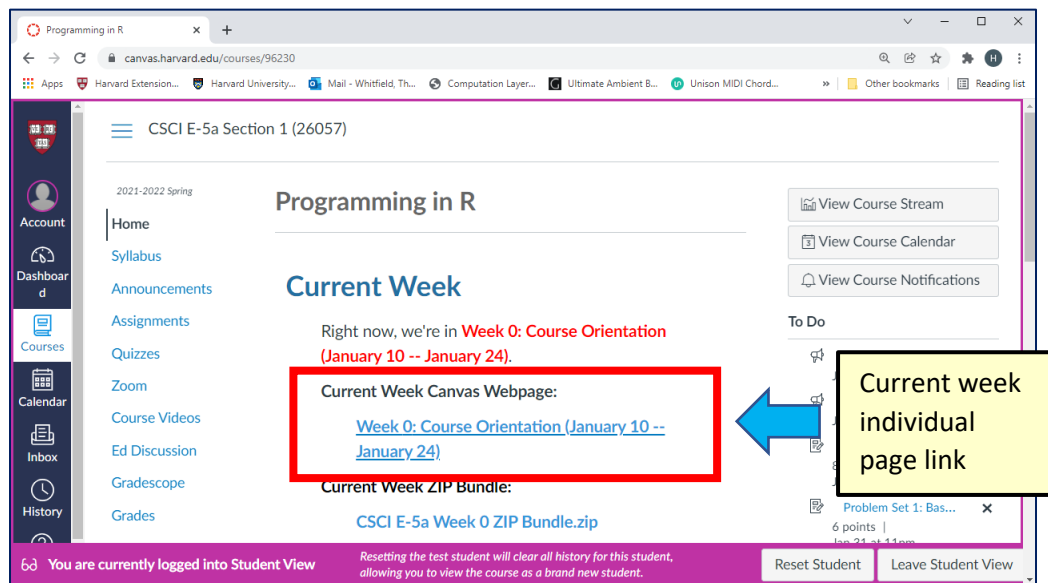 Programming in R
canvas.harvard.edu/courses/96230
H
Apps Harvard Extension... Harvard University... Mail - Whitfield, Th... Computation Layer... Ultimate Ambient B... Unison MIDI Chord... » Other bookmarks Reading list
CSCI E-5a Section 1 (26057)
Account
Dashboar
d
Courses
Calendar
Inbox
History
2021-2022 Spring
Home
Syllabus
Announcements
Assignments
Quizzes
Zoom
Course Videos
Ed Discussion
Gradescope
Grades
Programming in R
Current Week
Right now, we're in Week 0: Course Orientation
(January 10 -- January 24).
Current Week Canvas Webpage:
Week 0: Course Orientation (January 10 --
January 24)
Current Week ZIP Bundle:
CSCI E-5a Week 0 ZIP Bundle.zip
View Course Stream
3 View Course Calendar
View Course Notifications
To Do
Current week
individual
page link
Problem Set 1: Bas...
6 points |
Jan 31 at 11pm
You are currently logged into Student View
Resetting the test student will clear all history for this student,
allowing you to view the course as a brand new student.
Reset Student
Leave Student View